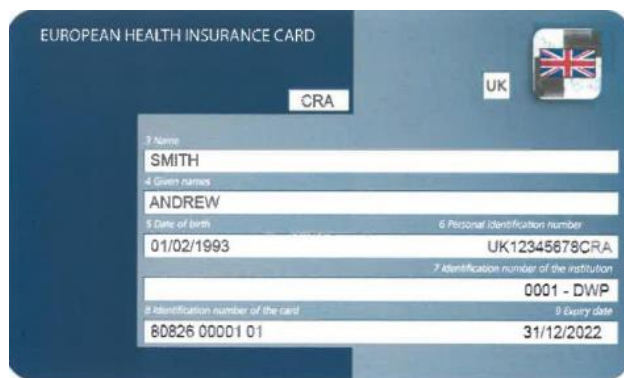 EUROPEAN HEALTH INSURANCE CARD
UK
CRA
3 Name
SMITH
4 Given names
ANDREW
5 Date of birth 6 Personal identification number
01/02/1993 UK12345678CRA
7 Identification number of the institution
0001 - DWP
8 Identification number of the card 9 Expiry date
80826 00001 01 31/12/2022